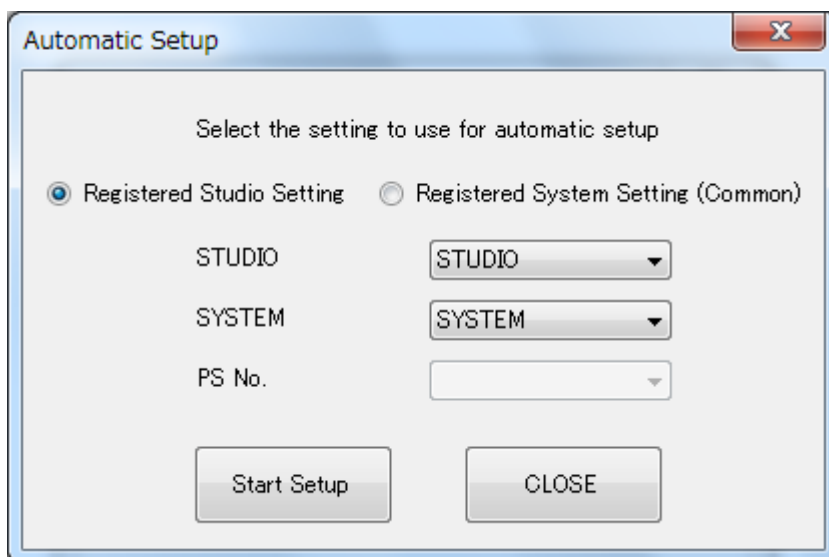 Automatic Setup
Select the setting to use for automatic setup
Registered Studio Setting Registered System Setting (Common)
STUDIO STUDIO
SYSTEM SYSTEM
PS No.
Start Setup CLOSE